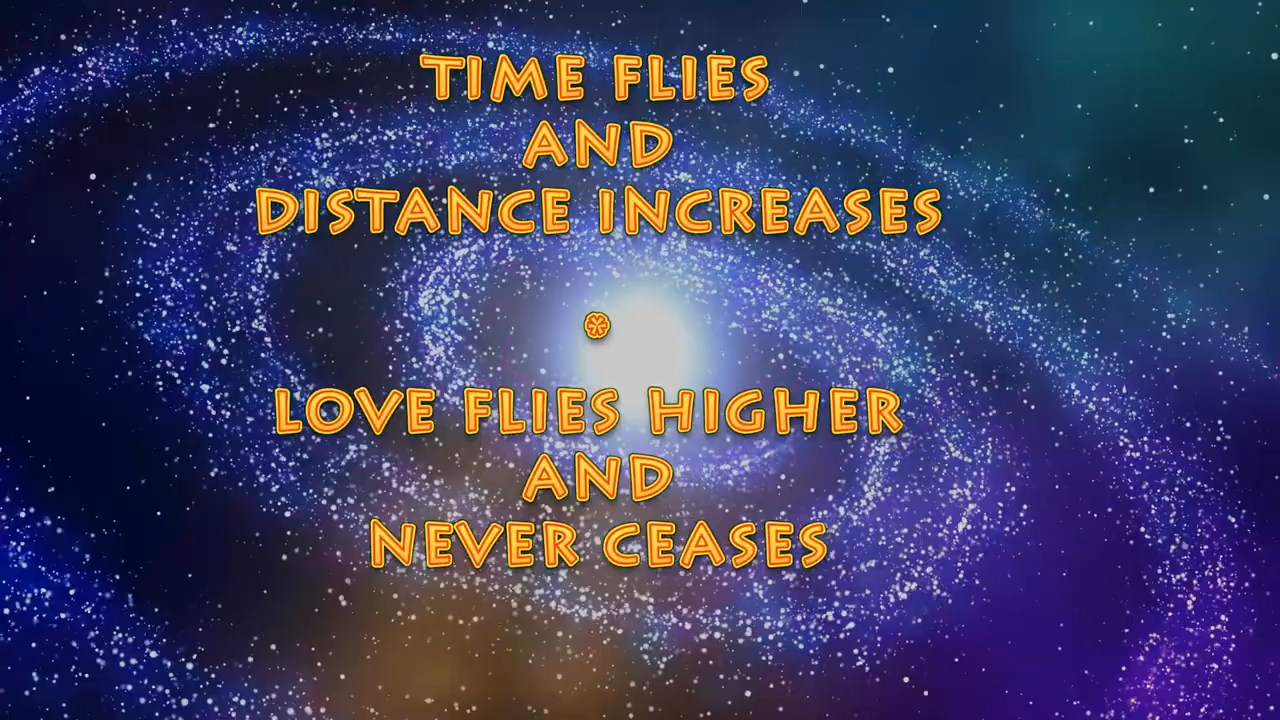 TIME FLIES
AND
DISTANCE INCREASES
*
LOVE FLIES HIGHER
AND
NEVER CEASES